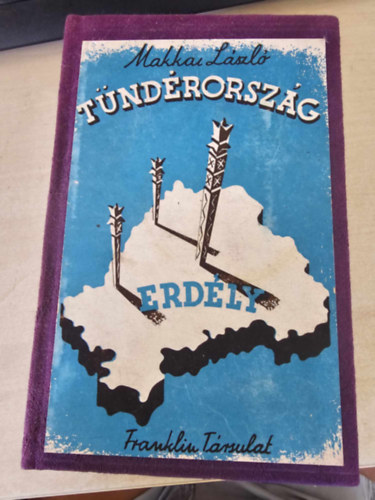 Makkai László
TÜNDÉRORSZÁG
ERDÉLY
Franklin Társulat